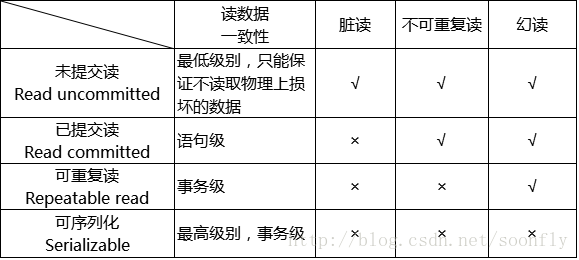 读数据
一致性
脏读
不可重复读
幻读
未提交读
Read uncommitted
最低级别，只能保
证不读取物理上损
坏的数据
√
√
√
已提交读
Read committed
语句级
×
√
√
可重复读
Repeatable read
事务级
×
×
√
可序列化
Serializable
最高级别，事务级
×
×
×
http://blog.csdn.net/soonfly